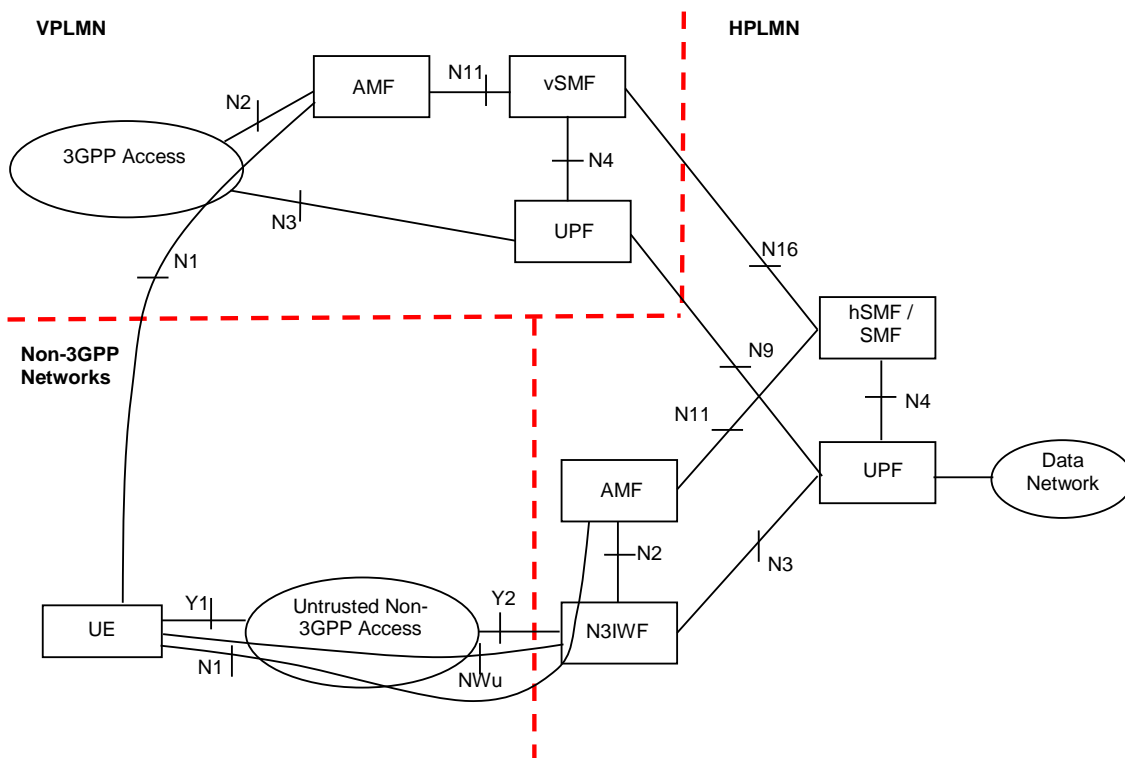 VPLMN
HPLMN
AMF
N11
vSMF
N2
3GPP Access
N4
N3
UPF
N1
N16
hSMF /
SMF
Non-3GPP
Networks
N9
N11
N4
AMF
UPF
Data
Network
N2
N3
UE
Y1
Untrusted Non-
3GPP Access
Y2
N3IWF
N1
NWu